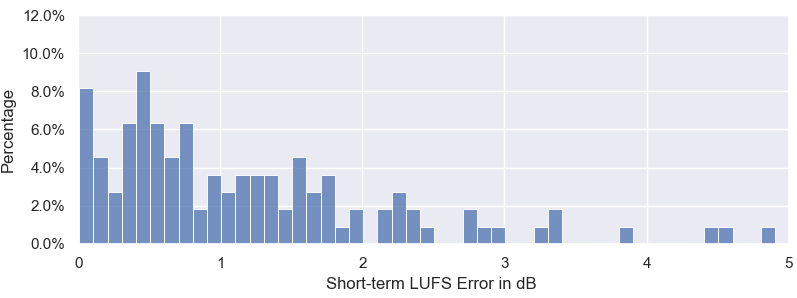 12.0%
10.0%
8.0%
6.0%
4.0%
2.0%
0.0%
Percentage
0 1 2 3 4 5
Short-term LUFS Error in dB